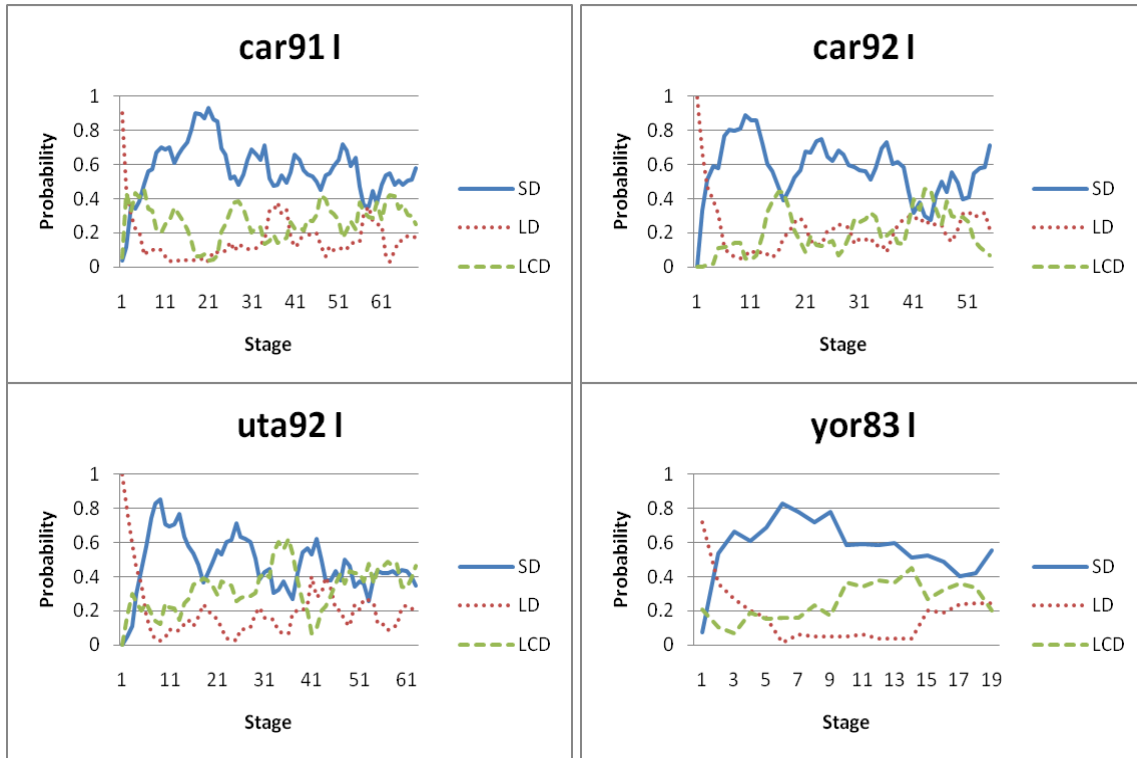 car91 I
Probability
1
0.8
0.6
0.4
0.2
0
1 11 21 31 41 51 61
Stage
SD
LD
LCD
car92 I
Probability
1
0.8
0.6
0.4
0.2
0
1 11 21 31 41 51
Stage
SD
LD
LCD
uta92 I
Probability
1
0.8
0.6
0.4
0.2
0
1 11 21 31 41 51 61
Stage
SD
LD
LCD
yor83 I
Probability
1
0.8
0.6
0.4
0.2
0
1 3 5 7 9 11 13 15 17 19
Stage
SD
LD
LCD